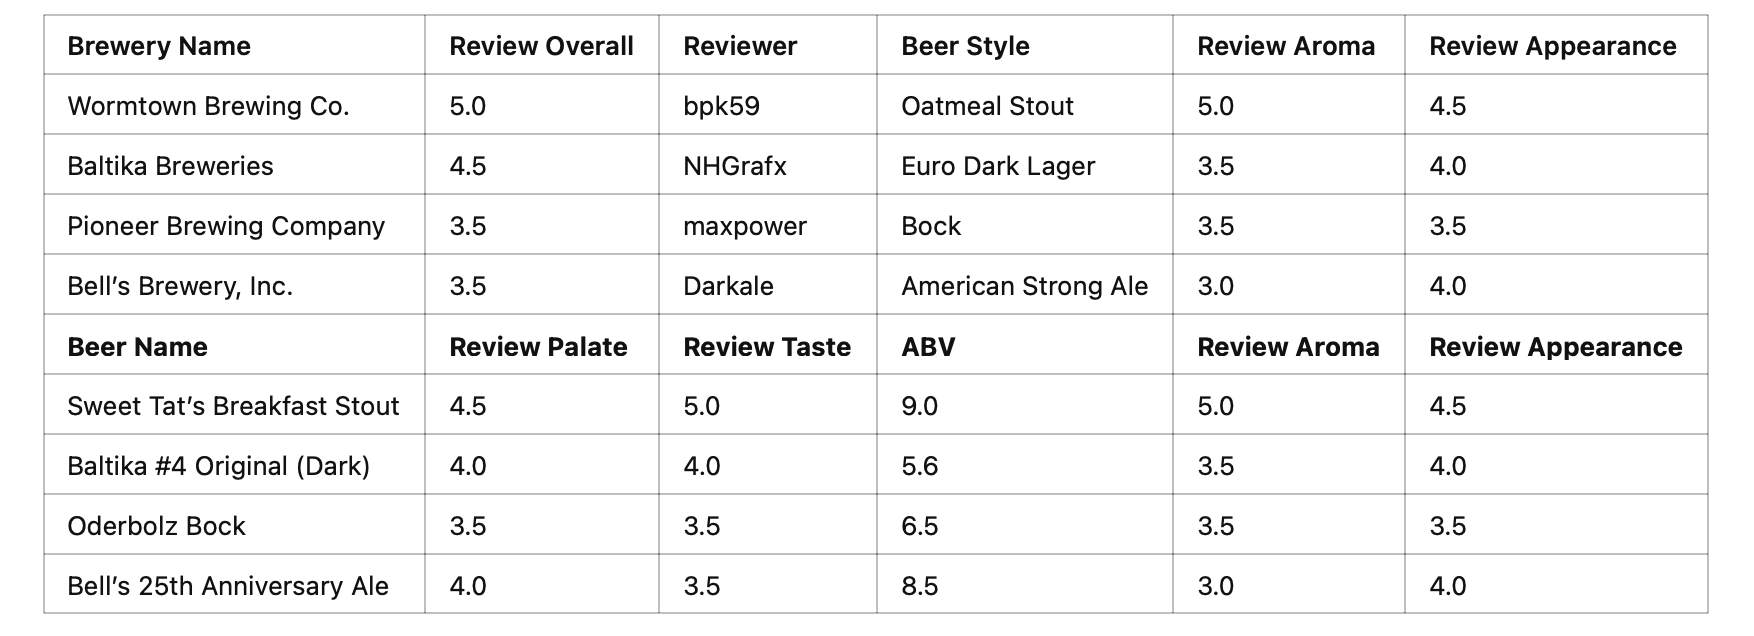 Brewery Name Review Overall Reviewer Beer Style Review Aroma Review Appearance
Wormtown Brewing Co. 5.0 bpk59 Oatmeal Stout 5.0 4.5
Baltika Breweries 4.5 NHGrafx Euro Dark Lager 3.5 4.0
Pioneer Brewing Company 3.5 maxpower Bock 3.5 3.5
Bell’s Brewery, Inc. 3.5 Darkale American Strong Ale 3.0 4.0
Beer Name Review Palate Review Taste ABV Review Aroma Review Appearance
Sweet Tat’s Breakfast Stout 4.5 5.0 9.0 5.0 4.5
Baltika #4 Original (Dark) 4.0 4.0 5.6 3.5 4.0
Oderbolz Bock 3.5 3.5 6.5 3.5 3.5
Bell’s 25th Anniversary Ale 4.0 3.5 8.5 3.0 4.0